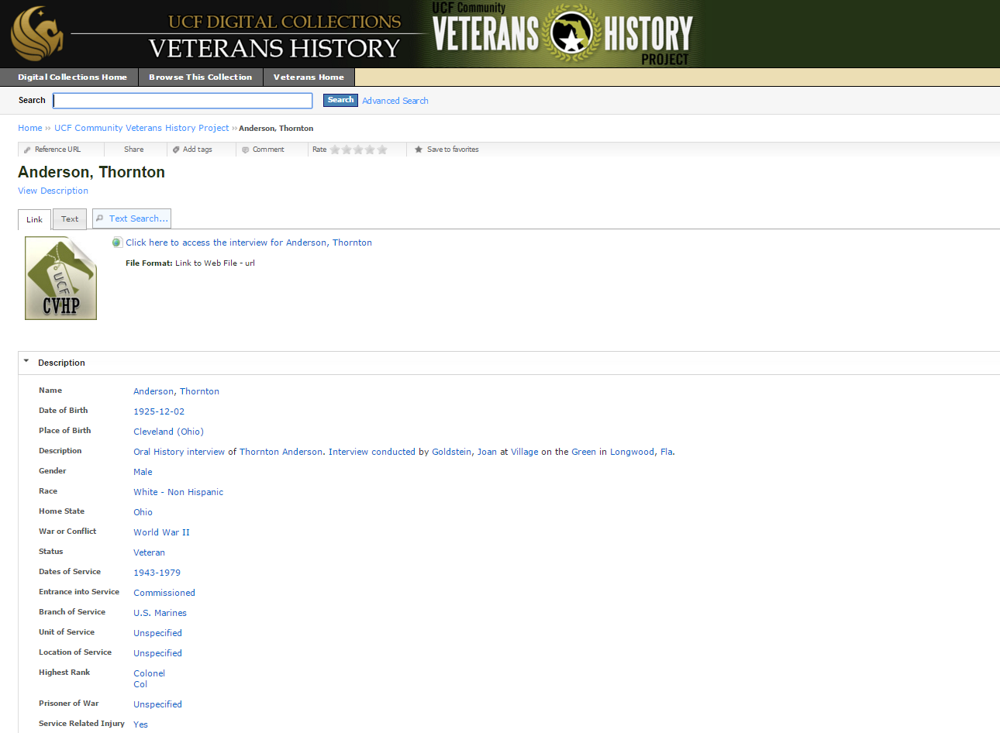 UCF DIGITAL COLLECTIONS
VETERANS HISTORY
UCF Community
VETERANS HISTORY
PROJECT
Digital Collections Home Browse This Collection Veterans Home
Search Search Advanced Search
Home ›› UCF Community Veterans History Project ›› Anderson, Thornton
Reference URL Share Add tags Comment Rate Save to favorites
Anderson, Thornton
View Description
Link Text Text Search...
Click here to access the interview for Anderson, Thornton
File Format: Link to Web File - url
UCF
CVHP
Description
Name Anderson, Thornton
Date of Birth 1925-12-02
Place of Birth Cleveland (Ohio)
Description Oral History interview of Thornton Anderson. Interview conducted by Goldstein, Joan at Village on the Green in Longwood, Fla.
Gender Male
Race White - Non Hispanic
Home State Ohio
War or Conflict World War II
Status Veteran
Dates of Service 1943-1979
Entrance into Service Commissioned
Branch of Service U.S. Marines
Unit of Service Unspecified
Location of Service Unspecified
Highest Rank Colonel
Col
Prisoner of War Unspecified
Service Related Injury Yes